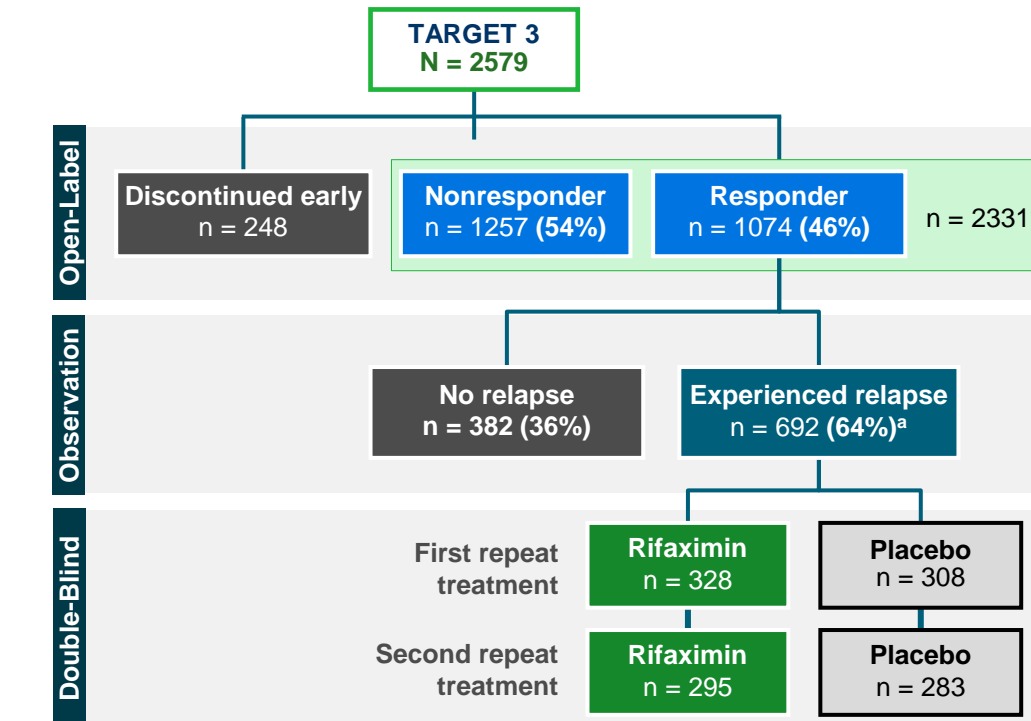 TARGET 3
N = 2579
Open-Label
Discontinued early
n = 248
Nonresponder
n = 1257 (54%)
Responder
n = 1074 (46%)
n = 2331
Observation
No relapse
n = 382 (36%)
Experienced relapse
n = 692 (64%)ᵃ
Double-Blind
First repeat
treatment
Rifaximin
n = 328
Placebo
n = 308
Second repeat
treatment
Rifaximin
n = 295
Placebo
n = 283